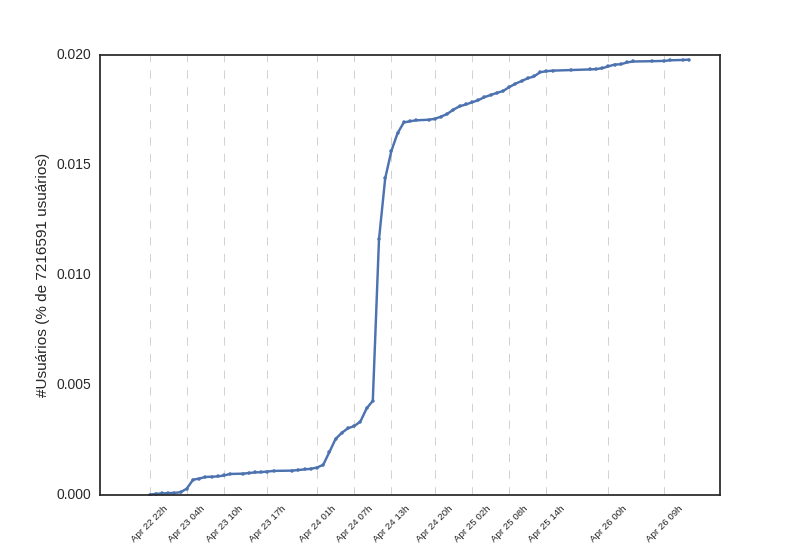 0.020
0.015
0.010
0.005
0.000
#Usuários (% de 7216591 usuários)
Apr 22 22h
Apr 23 04h
Apr 23 10h
Apr 23 17h
Apr 24 01h
Apr 24 07h
Apr 24 13h
Apr 24 20h
Apr 25 02h
Apr 25 08h
Apr 25 14h
Apr 26 00h
Apr 26 09h